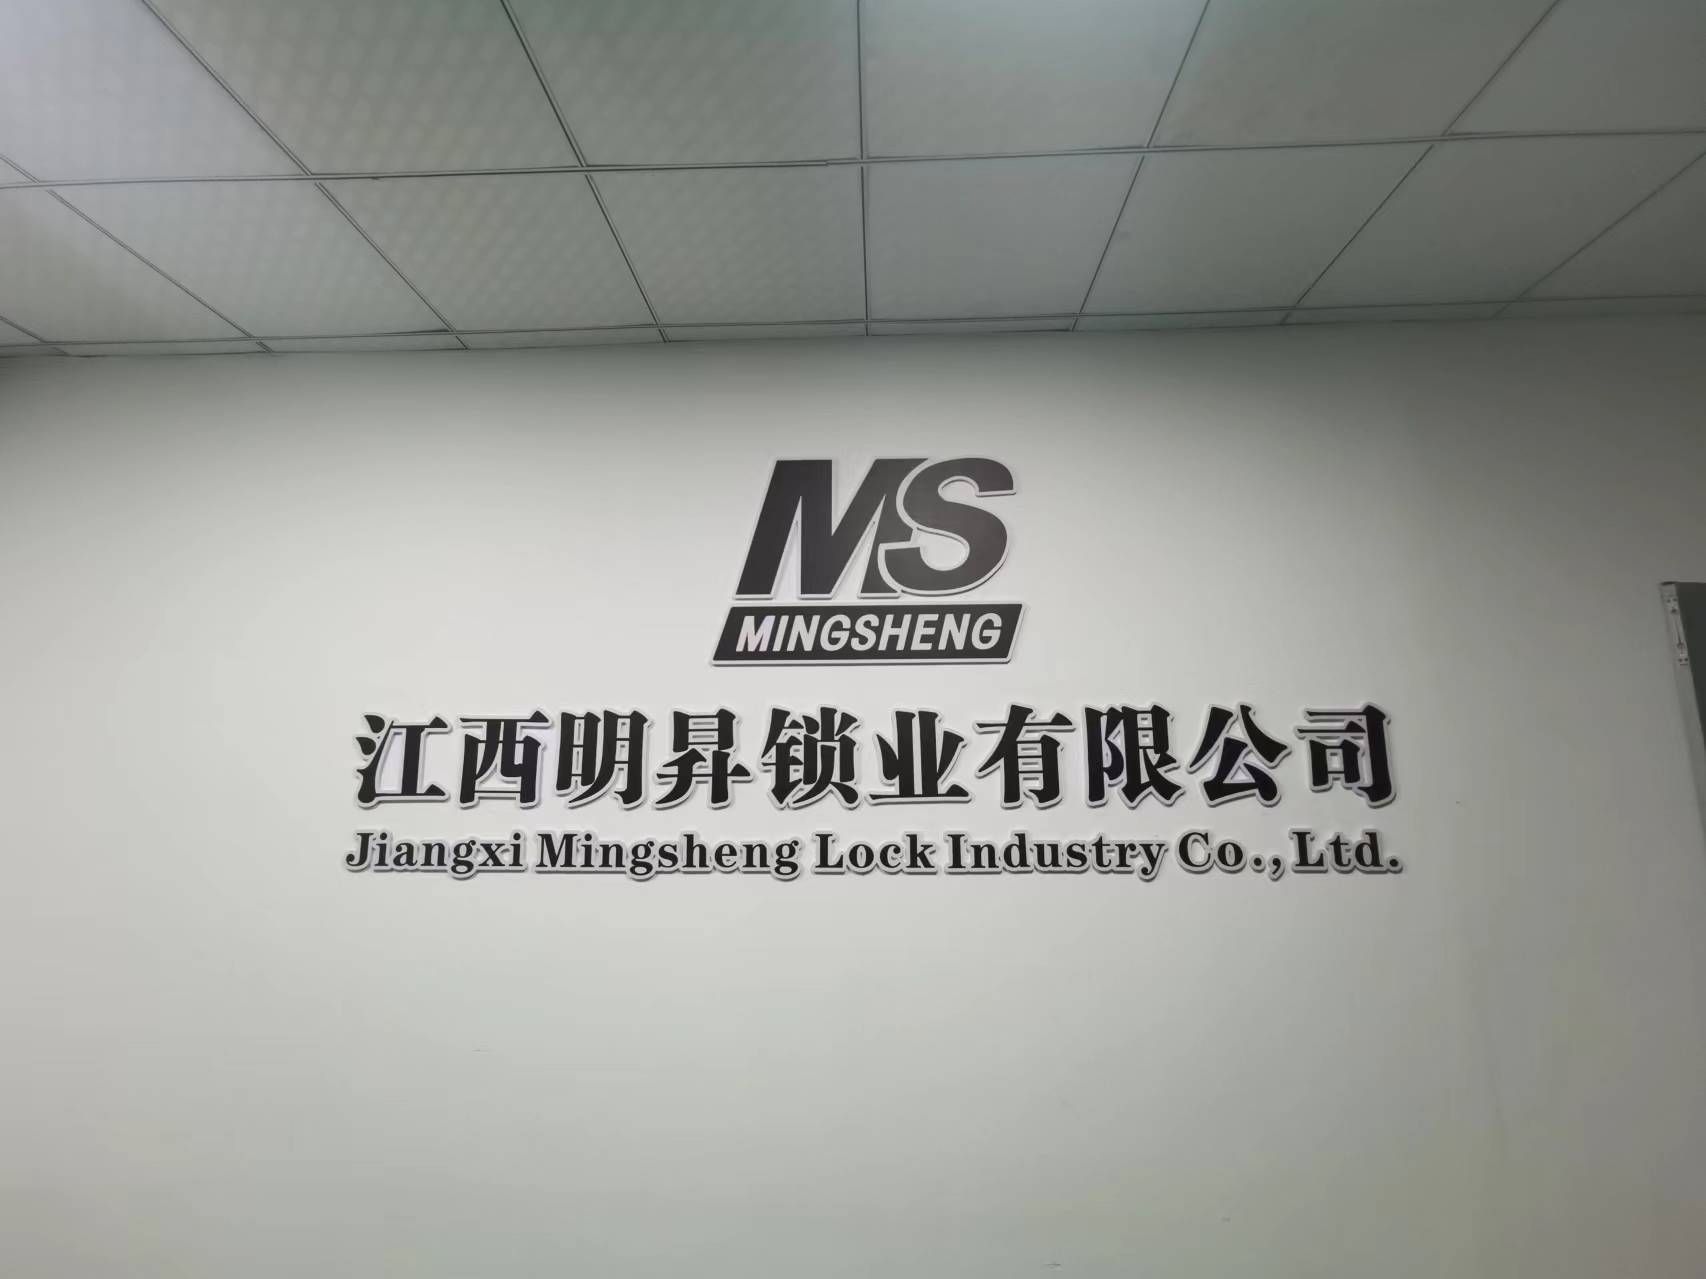 MS
MINGSHENG
江西明昇锁业有限公司
Jiangxi Mingsheng Lock Industry Co., Ltd.